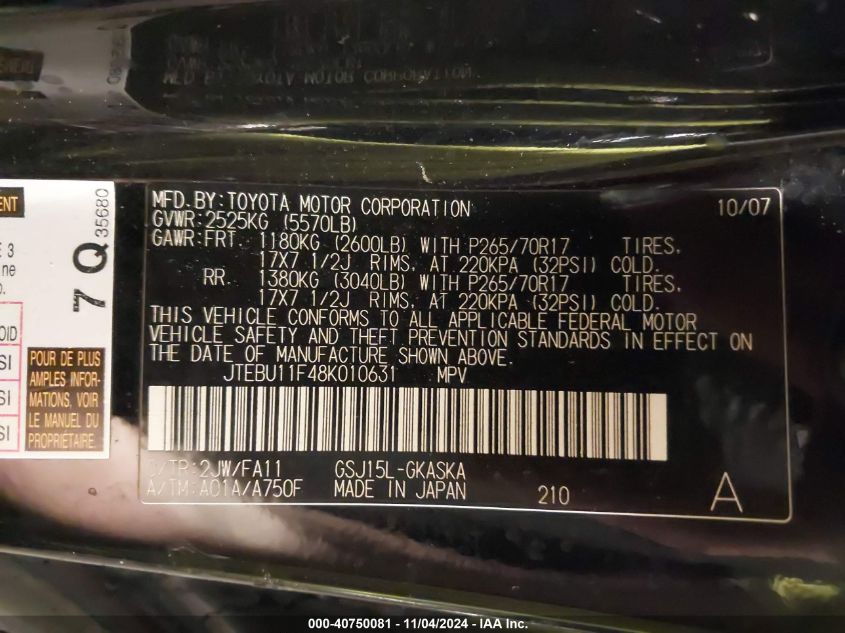 MFD.BY:TOYOTA MOTOR CORPORATION 10/07
GVWR:2525KG (5570LB)
GAWR:FRT. 1180KG (2600LB) WITH P265/70R17 TIRES,
17X7 1/2J RIMS, AT 220KPA (32PSI) COLD.
RR. 1380KG (3040LB) WITH P265/70R17 TIRES,
17X7 1/2J RIMS, AT 220KPA (32PSI) COLD.
THIS VEHICLE CONFORMS TO ALL APPLICABLE FEDERAL MOTOR
VEHICLE SAFETY AND THEFT PREVENTION STANDARDS IN EFFECT ON
THE DATE OF MANUFACTURE SHOWN ABOVE.
JTEBU11F48K010631 MPV
C/TR:2JW/FA11 GSJ15L-GKASKA
A/TM:A01A/A750F MADE IN JAPAN 210 A
7 Q 35680
POUR DE PLUS
AMPLES INFOR-
MATIONS, VOIR
LE MANUEL DU
PROPRIÉTAIRE.
000-40750081 - 11/04/2024 - IAA Inc.